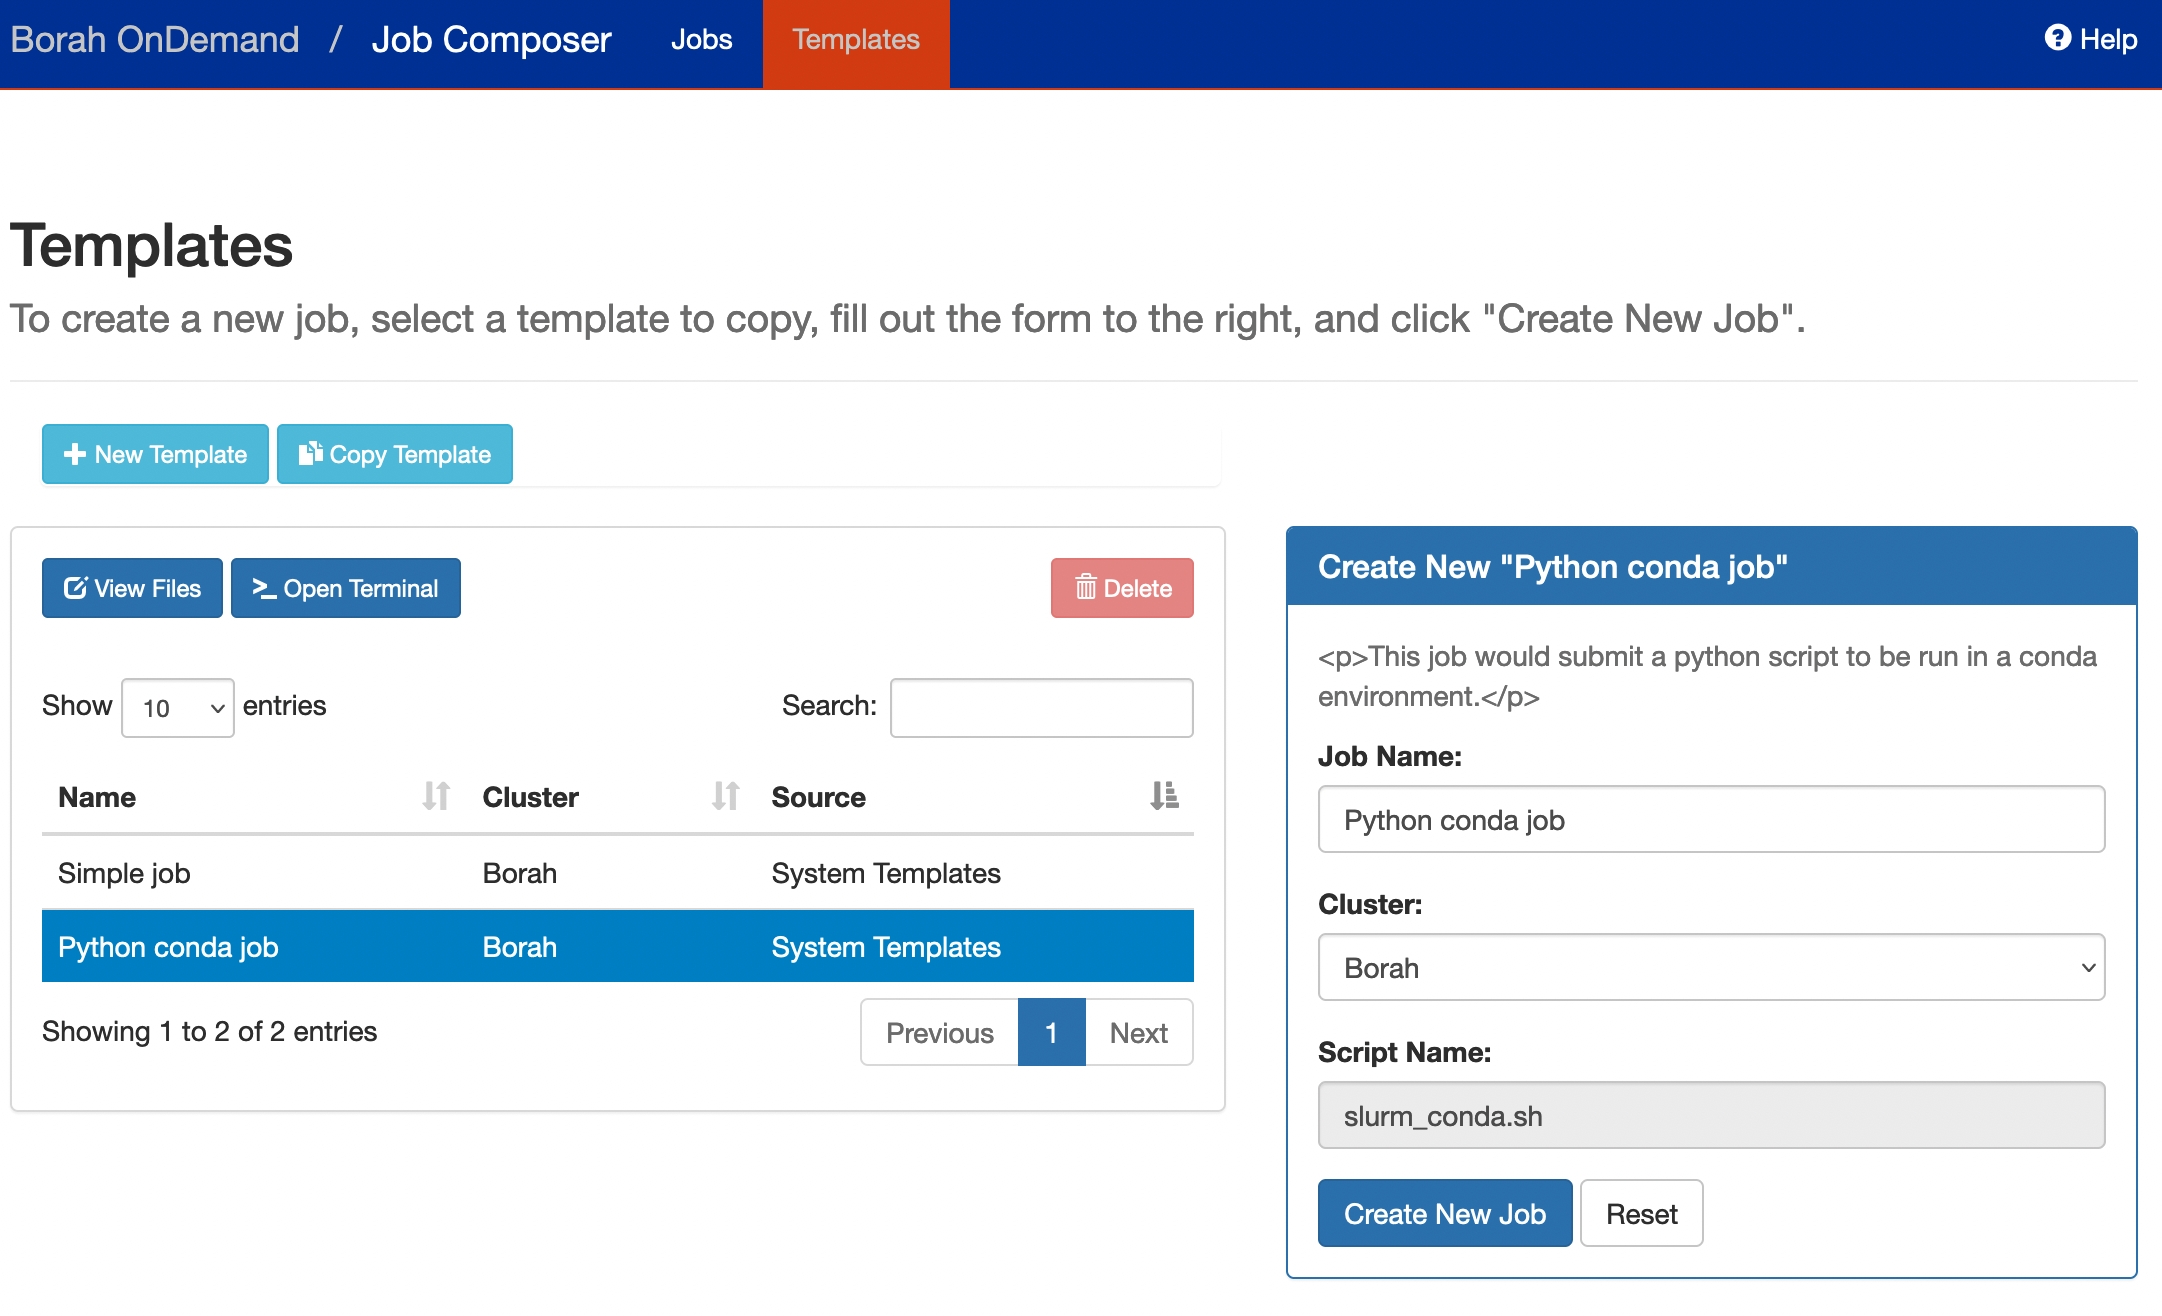 Borah OnDemand / Job Composer Jobs Templates Help
Templates
To create a new job, select a template to copy, fill out the form to the right, and click "Create New Job".
New Template Copy Template
View Files Open Terminal Delete
Show 10 entries Search:
Name Cluster Source
Simple job Borah System Templates
Python conda job Borah System Templates
Showing 1 to 2 of 2 entries Previous 1 Next
Create New "Python conda job"
<p>This job would submit a python script to be run in a conda
environment.</p>
Job Name:
Python conda job
Cluster:
Borah
Script Name:
slurm_conda.sh
Create New Job Reset